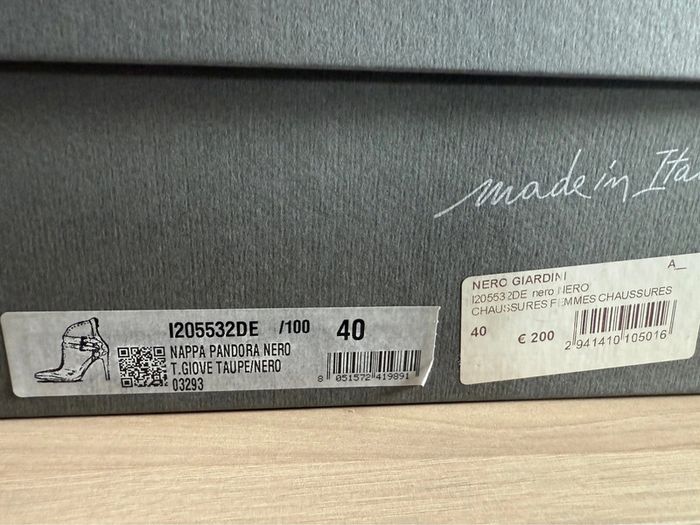 made in Ita
I205532DE /100 40
NAPPA PANDORA NERO
T.GIOVE TAUPE/NERO
03293
8 051572 419891
A_
NERO GIARDINI
I205532DE nero NERO
CHAUSSURES FEMMES CHAUSSURES
40 € 200
2 941410 105016